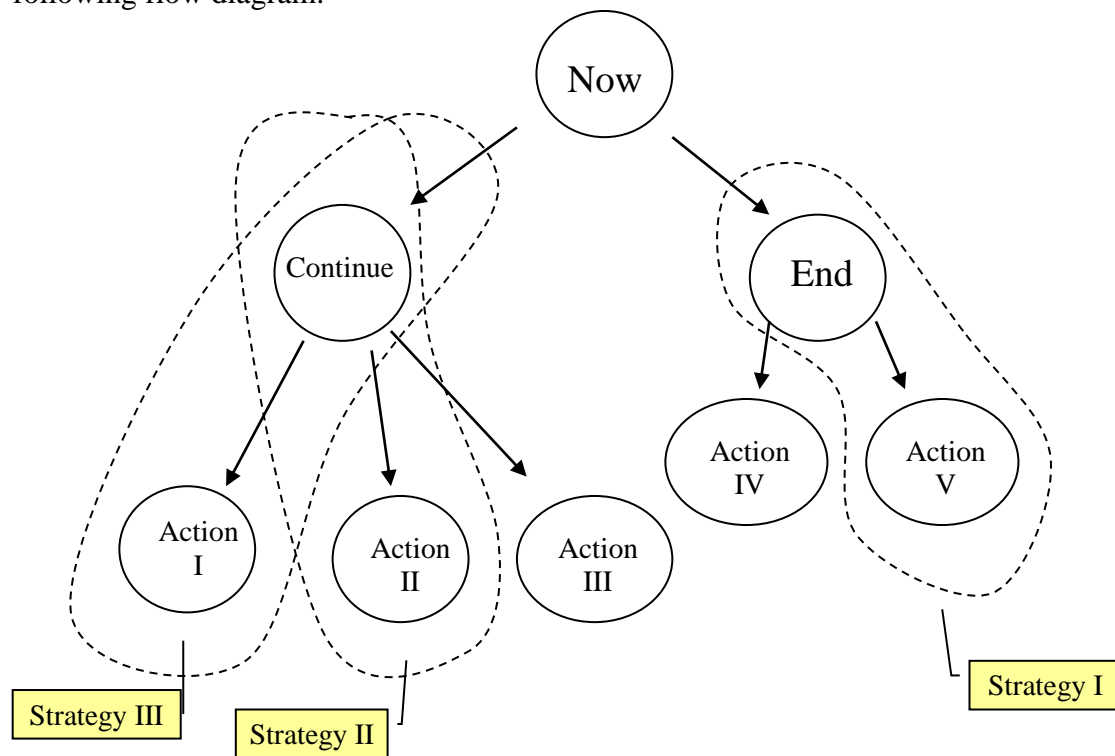 following flow diagram:
Now
Continue
End
Action
IV
Action
V
Action
I
Action
II
Action
III
Strategy I
Strategy III
Strategy II